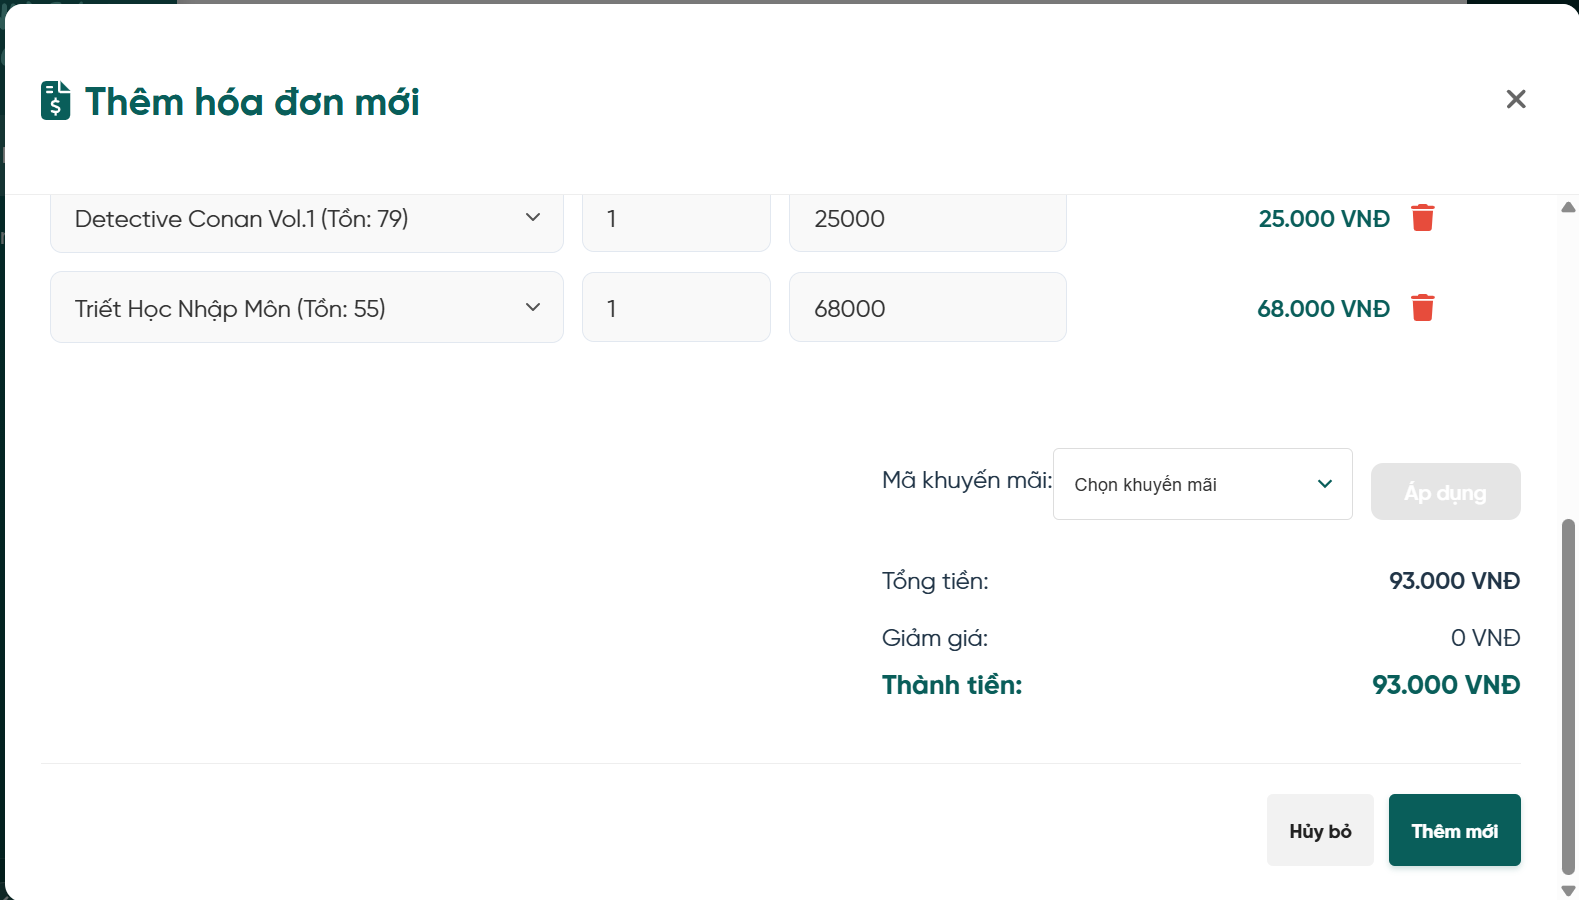 Thêm hóa đơn mới
Detective Conan Vol.1 (Tồn: 79) 1 25000 25.000 VNĐ
Triết Học Nhập Môn (Tồn: 55) 1 68000 68.000 VNĐ
Mã khuyến mãi: Chọn khuyến mãi Áp dụng
Tổng tiền: 93.000 VNĐ
Giảm giá: 0 VNĐ
Thành tiền: 93.000 VNĐ
Hủy bỏ Thêm mới